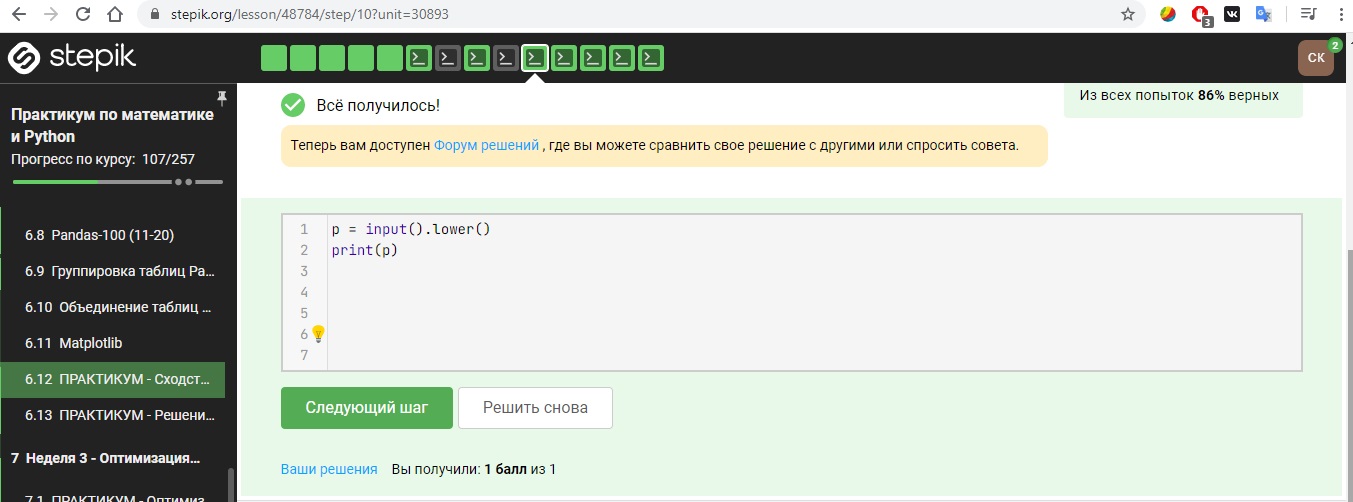 stepik.org/lesson/48784/step/10?unit=30893
3
stepik
СК
2
Практикум по математике
и Python
Прогресс по курсу: 107/257
6.8 Pandas-100 (11-20)
6.9 Группировка таблиц Pa...
6.10 Объединение таблиц ...
6.11 Matplotlib
6.12 ПРАКТИКУМ - Сходст...
6.13 ПРАКТИКУМ - Решени...
7 Неделя 3 - Оптимизация...
7.1 ПРАКТИКУМ - Оптимиз...
Всё получилось!
Из всех попыток 86% верных
Теперь вам доступен Форум решений , где вы можете сравнить свое решение с другими или спросить совета.
1 p = input().lower()
2 print(p)
3
4
5
6
7
Следующий шаг
Решить снова
Ваши решения Вы получили: 1 балл из 1